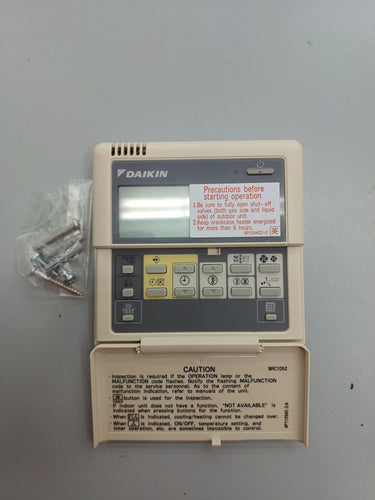 DAIKIN
Precautions before
starting operation
1.Be sure to fully open shut-off
valves (both gas side and liquid
side) of outdoor unit.
2.Keep crankcase heater energized
for more than 6 hours.
英
TEST
CAUTION
BRC1D52
• Inspection is required if the OPERATION lamp or the
MALFUNCTION code flashes. Notify the flashing MALFUNCTION
code to the service personnel. As to the content of
malfunction indication, refer to manuals of the unit.
• button is used for the inspection.
• If indoor unit does not have a function, "NOT AVAILABLE" is
indicated when pressing buttons for the function.
• When is indicated, cooling/heating cannot be changed over.
• When is indicated, ON/OFF, temperature setting, and
timer operation, etc. are sometimes impossible to control.